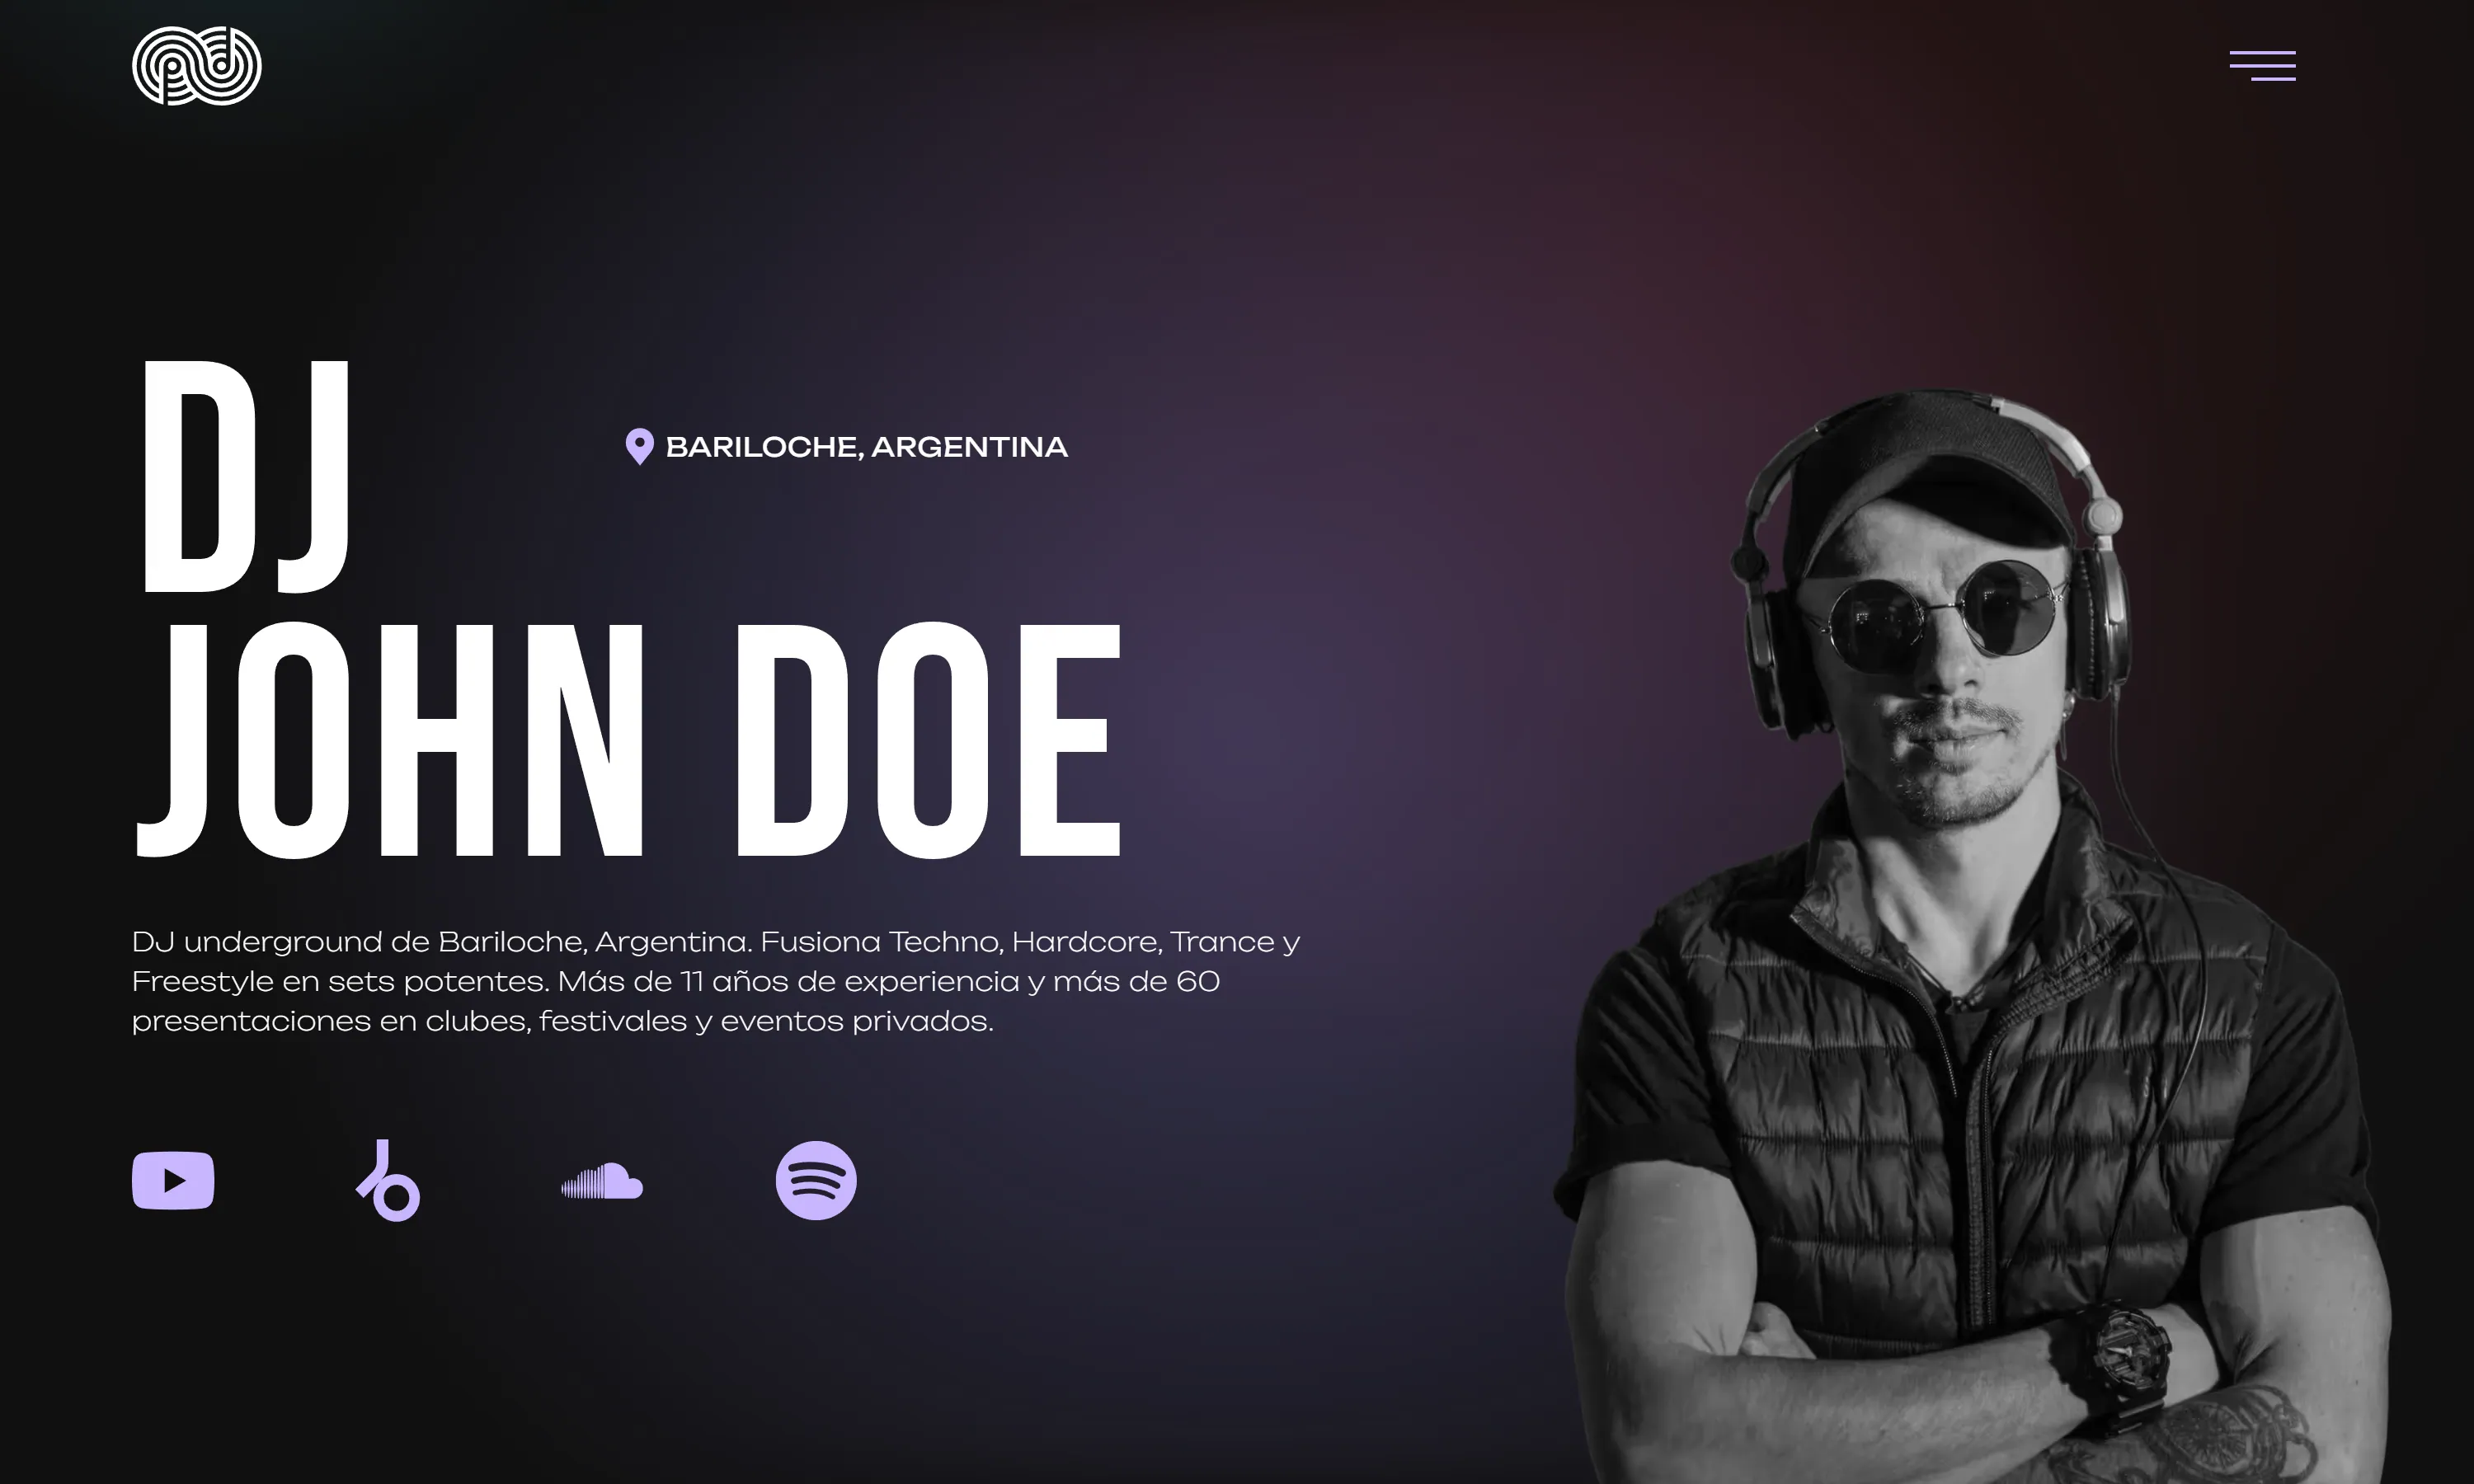 DJ
BARILOCHE, ARGENTINA
JOHN DOE
DJ underground de Bariloche, Argentina. Fusiona Techno, Hardcore, Trance y
Freestyle en sets potentes. Más de 11 años de experiencia y más de 60
presentaciones en clubes, festivales y eventos privados.